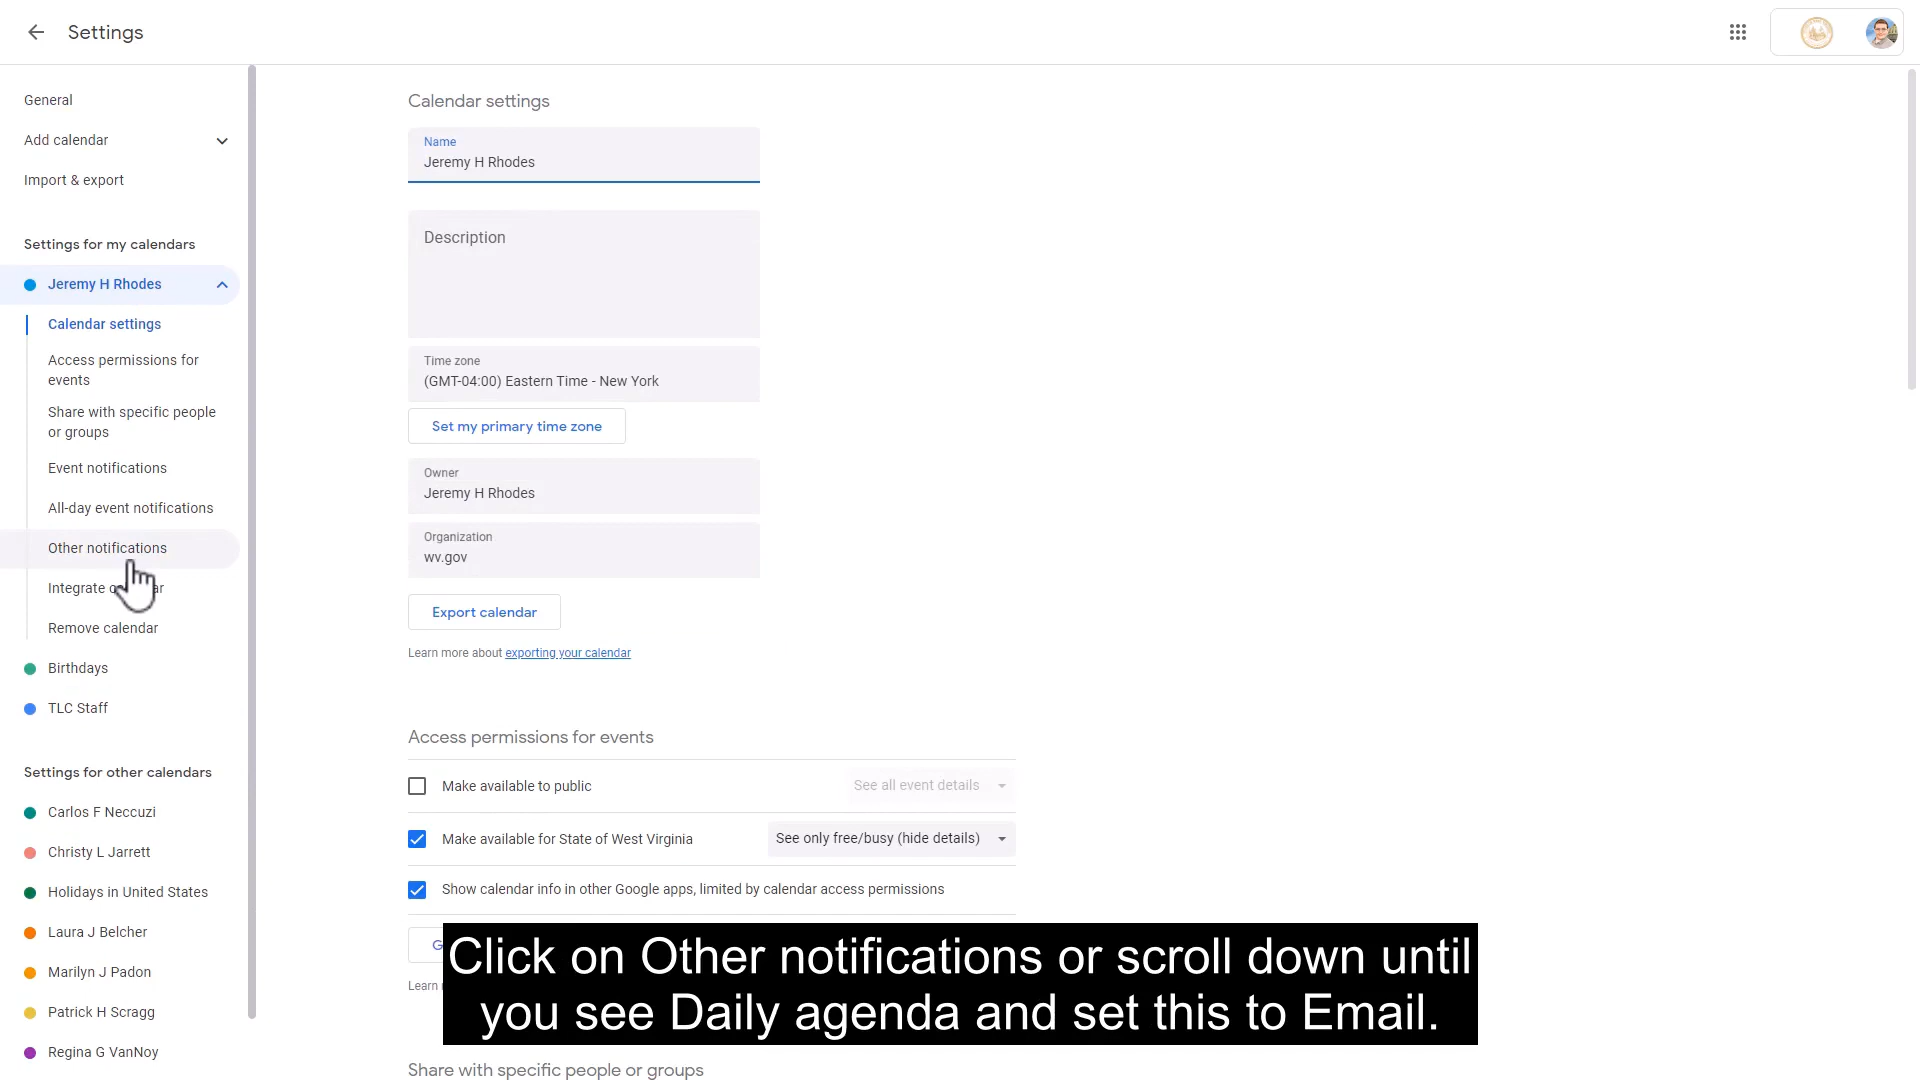 Settings
General
Add calendar
Import & export
Settings for my calendars
Jeremy H Rhodes
Calendar settings
Access permissions for
events
Share with specific people
or groups
Event notifications
All-day event notifications
Other notifications
Integrate
Remove calendar
Birthdays
TLC Staff
Settings for other calendars
Carlos F Neccuzi
Christy L Jarrett
Holidays in United States
Laura J Belcher
Marilyn J Padon
Patrick H Scragg
Regina G VanNoy
Calendar settings
Name
Jeremy H Rhodes
Description
Time zone
(GMT-04:00) Eastern Time - New York
Set my primary time zone
Owner
Jeremy H Rhodes
Organization
wv.gov
Export calendar
Learn more about exporting your calendar
Access permissions for events
Make available to public See all event details
Make available for State of West Virginia See only free/busy (hide details)
Show calendar info in other Google apps, limited by calendar access permissions
Learn
Click on Other notifications or scroll down until
you see Daily agenda and set this to Email.
Share with specific people or groups